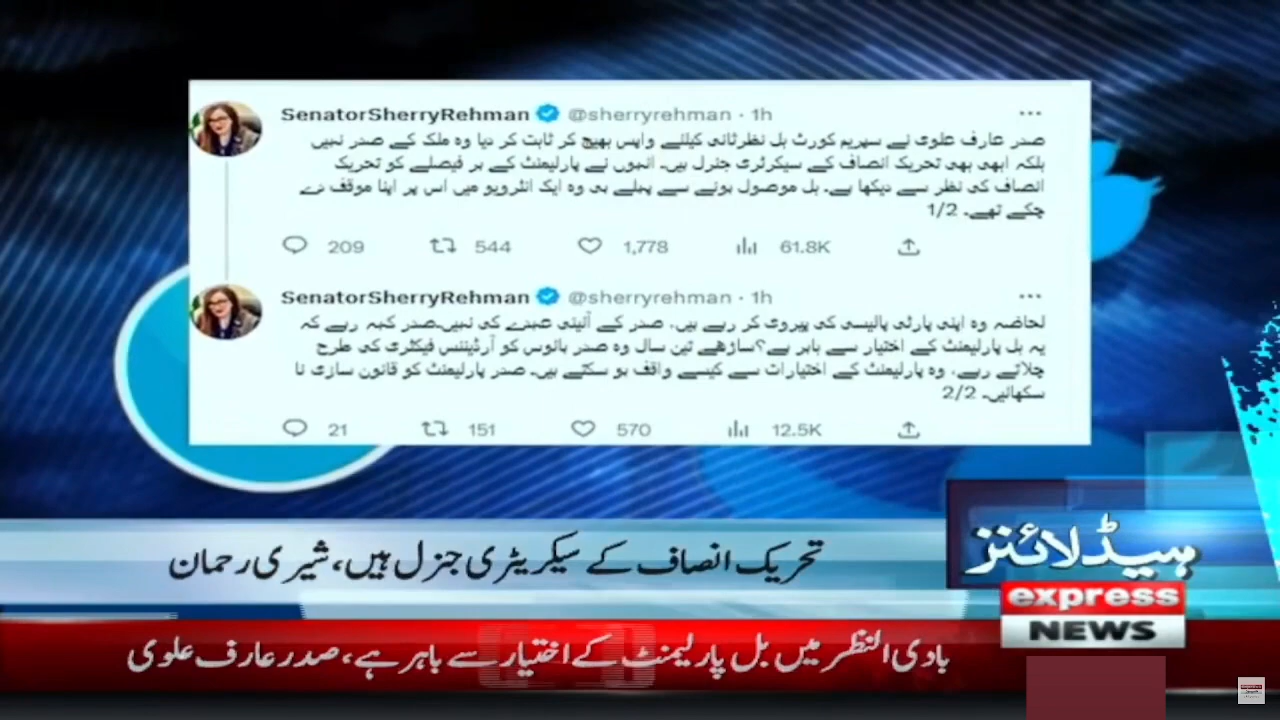 SenatorSherryRehman @sherryrehman · 1h
صدر عارف علوی نے سپریم کورٹ بل نظرثانی کیلئے واپس بھیج کر ثابت کر دیا وہ ملک کے صدر نہیں
بلکہ ابھی بھی تحریک انصاف کے سیکرٹری جنرل ہیں۔ انہوں نے پارلیمنٹ کے ہر فیصلے کو تحریک
انصاف کی نظر سے دیکھا ہے۔ بل موصول ہونے سے پہلے ہی وہ ایک انٹرویو میں اس پر اپنا موقف دے
چکے تھے۔ 1/2
209 544 1,778 61.8K
SenatorSherryRehman @sherryrehman · 1h
لحاضہ وہ اپنی پارٹی پالیسی کی پیروی کر رہے ہیں، صدر کے آئینی عہدے کی نہیں۔صدر کہہ رہے کہ
یہ بل پارلیمنٹ کے اختیار سے باہر ہے؟ساڑھے تین سال وہ صدر ہائوس کو آرڈیننس فیکٹری کی طرح
چلاتے رہے، وہ پارلیمنٹ کے اختیارات سے کیسے واقف ہو سکتے ہیں۔ صدر پارلیمنٹ کو قانون سازی نا
سکھائیں۔ 2/2
21 151 570 12.5K
ہیڈلائنز
تحریک انصاف کے سیکریٹری جنرل ہیں، شیری رحمان
express
NEWS
بادی النظر میں بل پارلیمنٹ کے اختیار سے باہر ہے، صدر عارف علوی